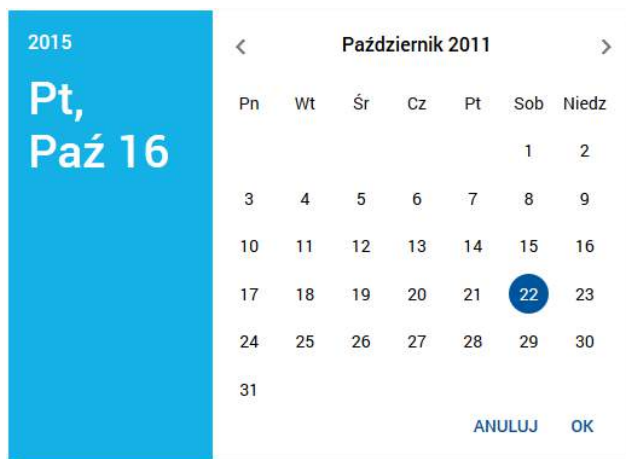 2015
Pt,
Paź 16
Październik 2011
Pn Wt Śr Cz Pt Sob Niedz
1 2
3 4 5 6 7 8 9
10 11 12 13 14 15 16
17 18 19 20 21 22 23
24 25 26 27 28 29 30
31
ANULUJ OK